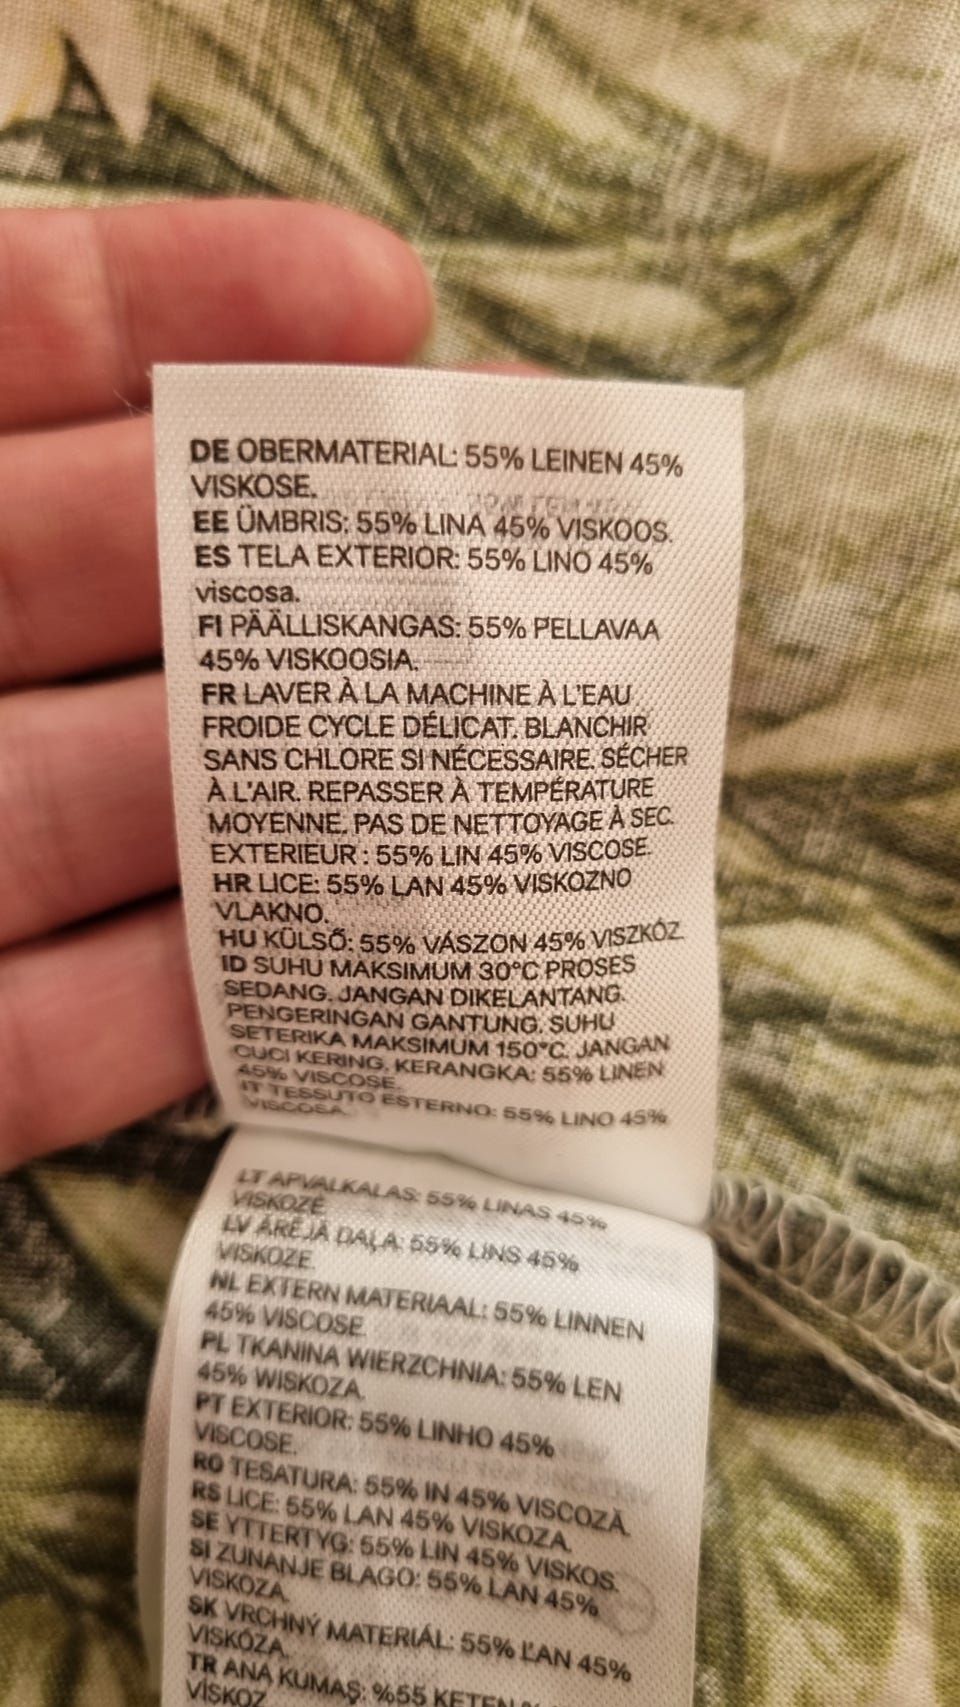 DE OBERMATERIAL: 55% LEINEN 45%
VISKOSE.
EE ÜMBRIS: 55% LINA 45% VISKOOS.
ES TELA EXTERIOR: 55% LINO 45%
viscosa.
FI PÄÄLLISKANGAS: 55% PELLAVAA
45% VISKOOSIA.
FR LAVER À LA MACHINE À L'EAU
FROIDE CYCLE DÉLICAT. BLANCHIR
SANS CHLORE SI NÉCESSAIRE. SÉCHER
À L'AIR. REPASSER À TEMPÉRATURE
MOYENNE. PAS DE NETTOYAGE À SEC.
EXTERIEUR : 55% LIN 45% VISCOSE.
HR LICE: 55% LAN 45% VISKOZNO
VLAKNO.
HU KÜLSŐ: 55% VÁSZON 45% VISZKÓZ.
ID SUHU MAKSIMUM 30°C PROSES
SEDANG. JANGAN DIKELANTANG.
PENGERINGAN GANTUNG. SUHU
SETERIKA MAKSIMUM 150°C. JANGAN
CUCI KERING. KERANGKA: 55% LINEN
45% VISCOSE.
IT TESSUTO ESTERNO: 55% LINO 45%
VISCOSA.
LT APVALKALAS: 55% LINAS 45%
VISKOZĖ
LV ĀRĒJĀ DAĻA: 55% LINS 45%
VISKOZE.
NL EXTERN MATERIAAL: 55% LINNEN
45% VISCOSE.
PL TKANINA WIERZCHNIA: 55% LEN
45% WISKOZA.
PT EXTERIOR: 55% LINHO 45%
VISCOSE.
RO TESATURA: 55% IN 45% VISCOZĂ.
RS LICE: 55% LAN 45% VISKOZA.
SE YTTERTYG: 55% LIN 45% VISKOS.
SI ZUNANJE BLAGO: 55% LAN 45%
VISKOZA.
SK VRCHNÝ MATERIÁL: 55% ĽAN 45%
VISKÓZA.
TR ANA KUMAŞ: %55 KETEN
VİSKOZ